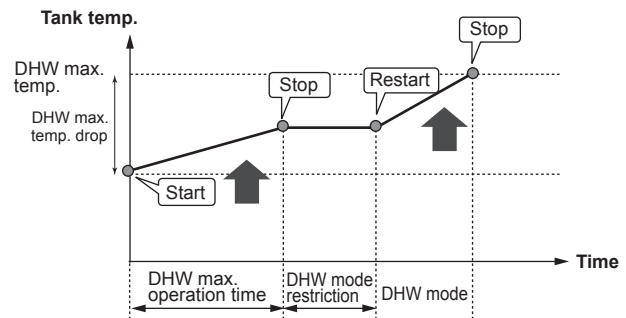 Tank temp.
Stop
DHW max.
temp.
Stop
Restart
DHW max.
temp. drop
Start
Time
DHW max.
operation time
DHW mode
restriction
DHW mode